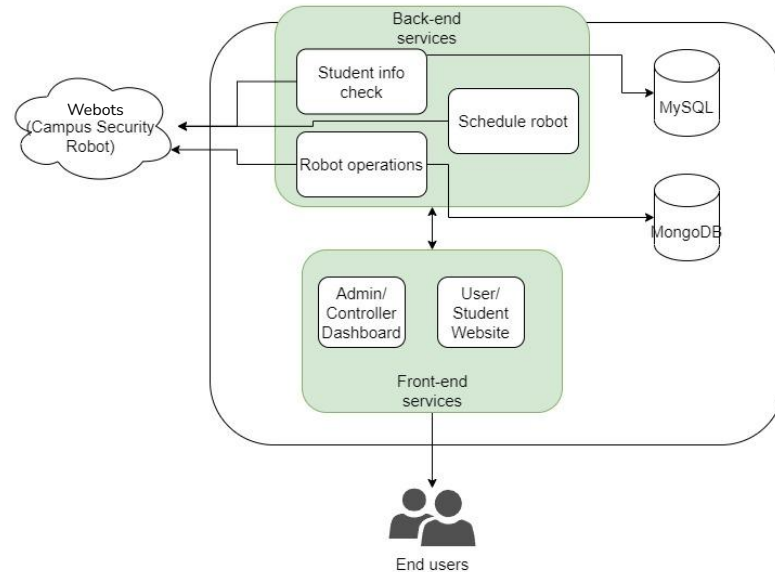 Back-end
services
Student info
check
MySQL
Webots
(Campus Security
Robot)
Schedule robot
Robot operations
MongoDB
Admin/
Controller
Dashboard
User/
Student
Website
Front-end
services
End users